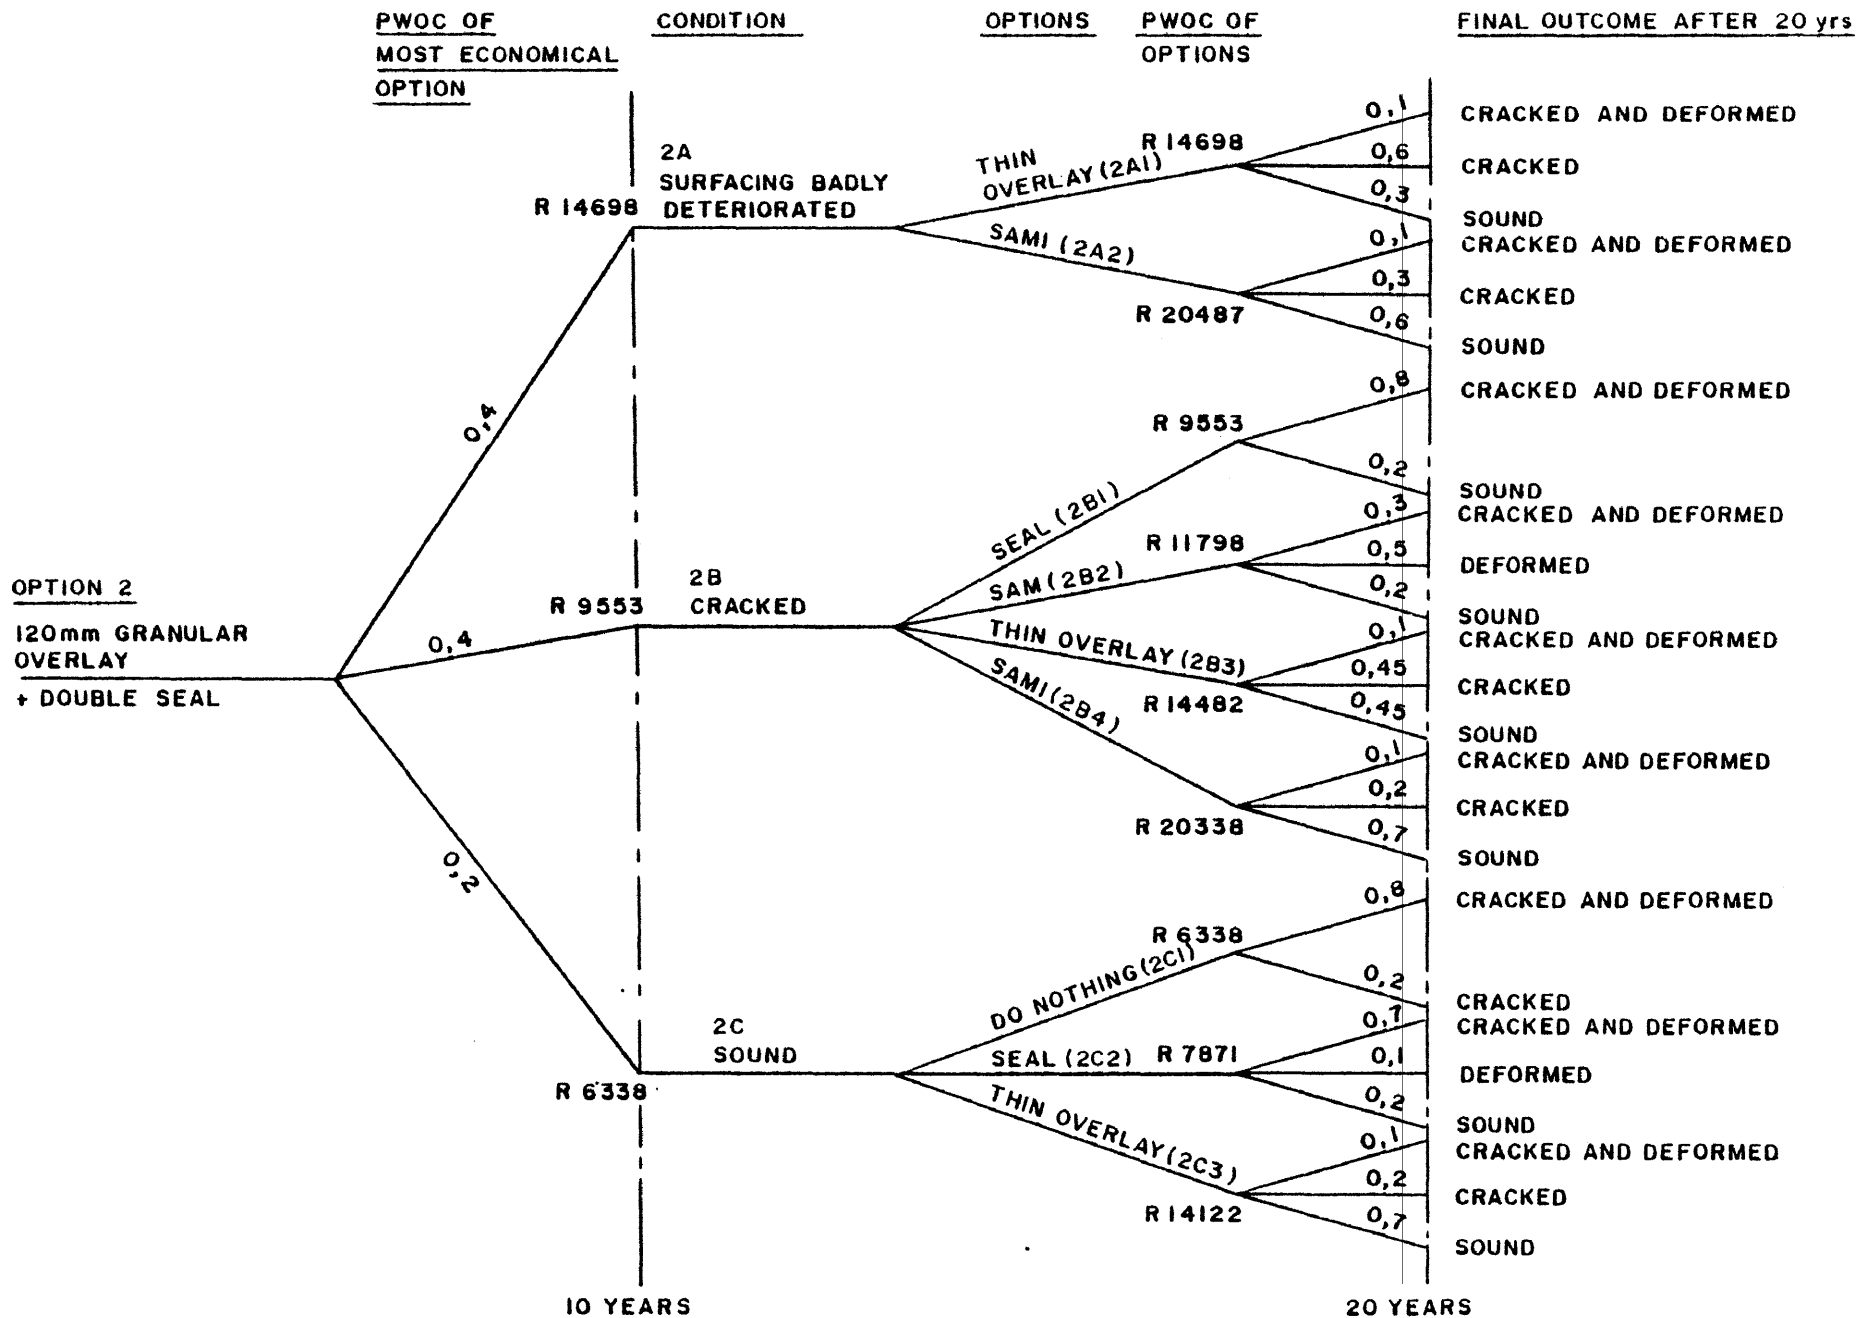 PWOC OF
MOST ECONOMICAL
OPTION
CONDITION
OPTIONS
PWOC OF
OPTIONS
FINAL OUTCOME AFTER 20 yrs
OPTION 2
120mm GRANULAR
OVERLAY
+ DOUBLE SEAL
0,4
0,4
0,2
R 14698
2A
SURFACING BADLY
DETERIORATED
THIN
OVERLAY (2A1)
R 14698
0,1
CRACKED AND DEFORMED
0,6
CRACKED
0,3
SOUND
SAMI (2A2)
R 20487
0,1
CRACKED AND DEFORMED
0,3
CRACKED
0,6
SOUND
R 9553
2B
CRACKED
SEAL (2B1)
R 9553
0,8
CRACKED AND DEFORMED
0,2
SOUND
SAM (2B2)
R 11798
0,3
CRACKED AND DEFORMED
0,5
DEFORMED
0,2
SOUND
THIN OVERLAY (2B3)
R 14482
0,1
CRACKED AND DEFORMED
0,45
CRACKED
0,45
SOUND
SAMI (2B4)
R 20338
0,1
CRACKED AND DEFORMED
0,2
CRACKED
0,7
SOUND
R 6338
2C
SOUND
DO NOTHING (2C1)
R 6338
0,8
CRACKED AND DEFORMED
0,2
CRACKED
SEAL (2C2)
R 7871
0,7
CRACKED AND DEFORMED
0,1
DEFORMED
0,2
SOUND
THIN OVERLAY (2C3)
R 14122
0,1
CRACKED AND DEFORMED
0,2
CRACKED
0,7
SOUND
10 YEARS
20 YEARS